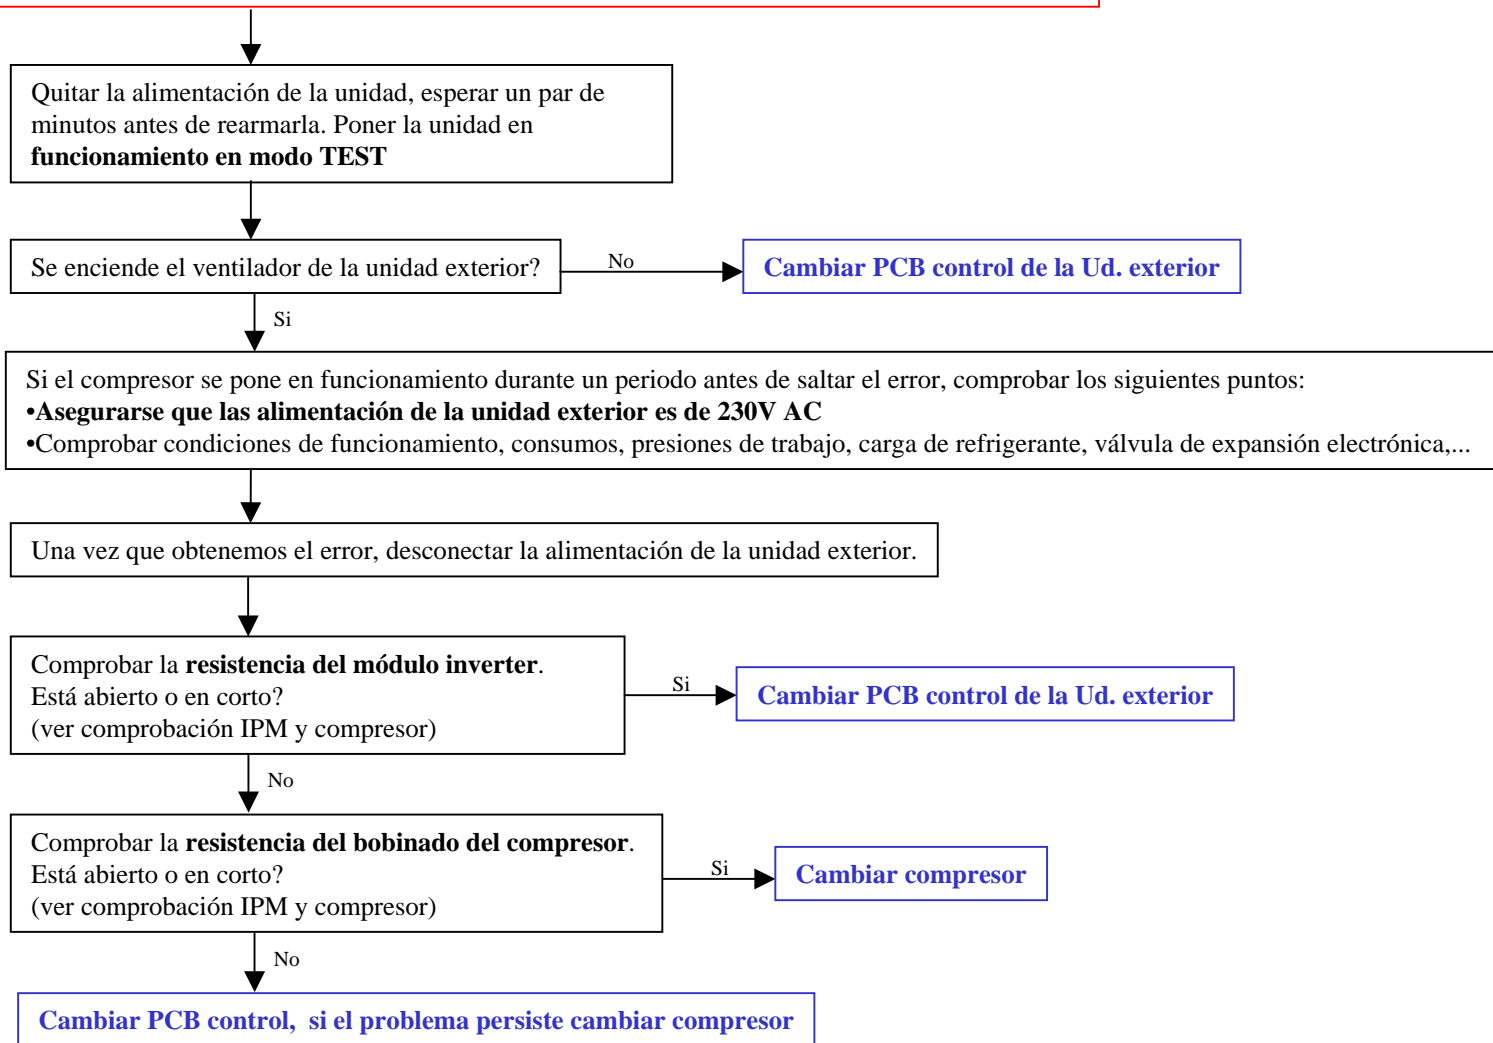 Quitar la alimentación de la unidad, esperar un par de
minutos antes de rearmarla. Poner la unidad en
funcionamiento en modo TEST
Se enciende el ventilador de la unidad exterior?
No
Cambiar PCB control de la Ud. exterior
Si
Si el compresor se pone en funcionamiento durante un periodo antes de saltar el error, comprobar los siguientes puntos:
•Asegurarse que las alimentación de la unidad exterior es de 230V AC
•Comprobar condiciones de funcionamiento, consumos, presiones de trabajo, carga de refrigerante, válvula de expansión electrónica,...
Una vez que obtenemos el error, desconectar la alimentación de la unidad exterior.
Comprobar la resistencia del módulo inverter.
Está abierto o en corto?
(ver comprobación IPM y compresor)
Si
Cambiar PCB control de la Ud. exterior
No
Comprobar la resistencia del bobinado del compresor.
Está abierto o en corto?
(ver comprobación IPM y compresor)
Si
Cambiar compresor
No
Cambiar PCB control,  si el problema persiste cambiar compresor